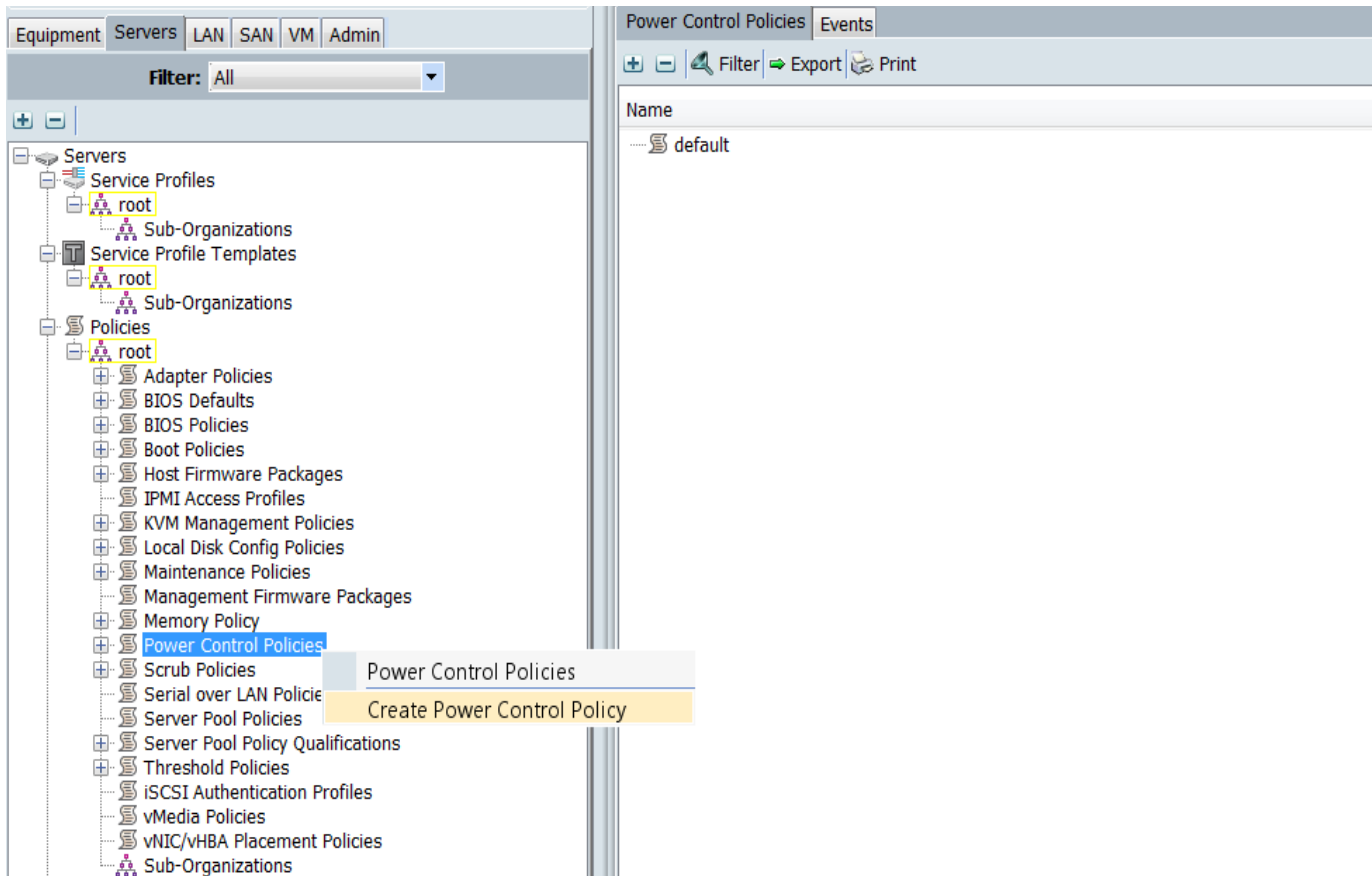 Equipment Servers LAN SAN VM Admin
Filter: All
Servers
Service Profiles
root
Sub-Organizations
Service Profile Templates
root
Sub-Organizations
Policies
root
Adapter Policies
BIOS Defaults
BIOS Policies
Boot Policies
Host Firmware Packages
IPMI Access Profiles
KVM Management Policies
Local Disk Config Policies
Maintenance Policies
Management Firmware Packages
Memory Policy
Power Control Policies
Scrub Policies
Serial over LAN Policie
Server Pool Policies
Server Pool Policy Qualifications
Threshold Policies
iSCSI Authentication Profiles
vMedia Policies
vNIC/vHBA Placement Policies
Sub-Organizations
Power Control Policies
Create Power Control Policy
Power Control Policies Events
Filter Export Print
Name
default